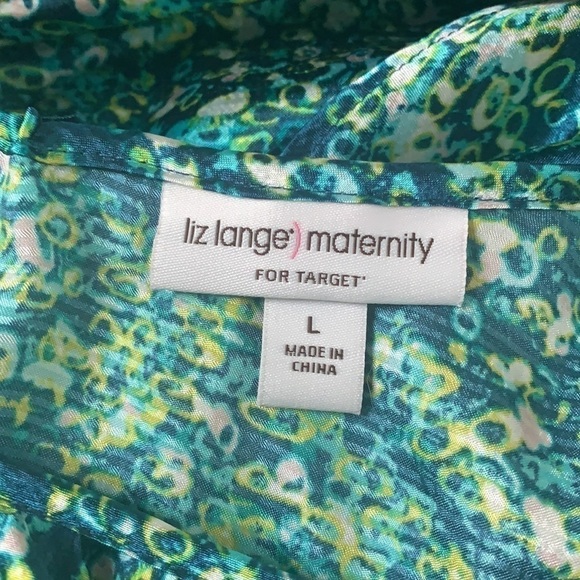 liz lange) maternity
FOR TARGET
L
MADE IN
CHINA